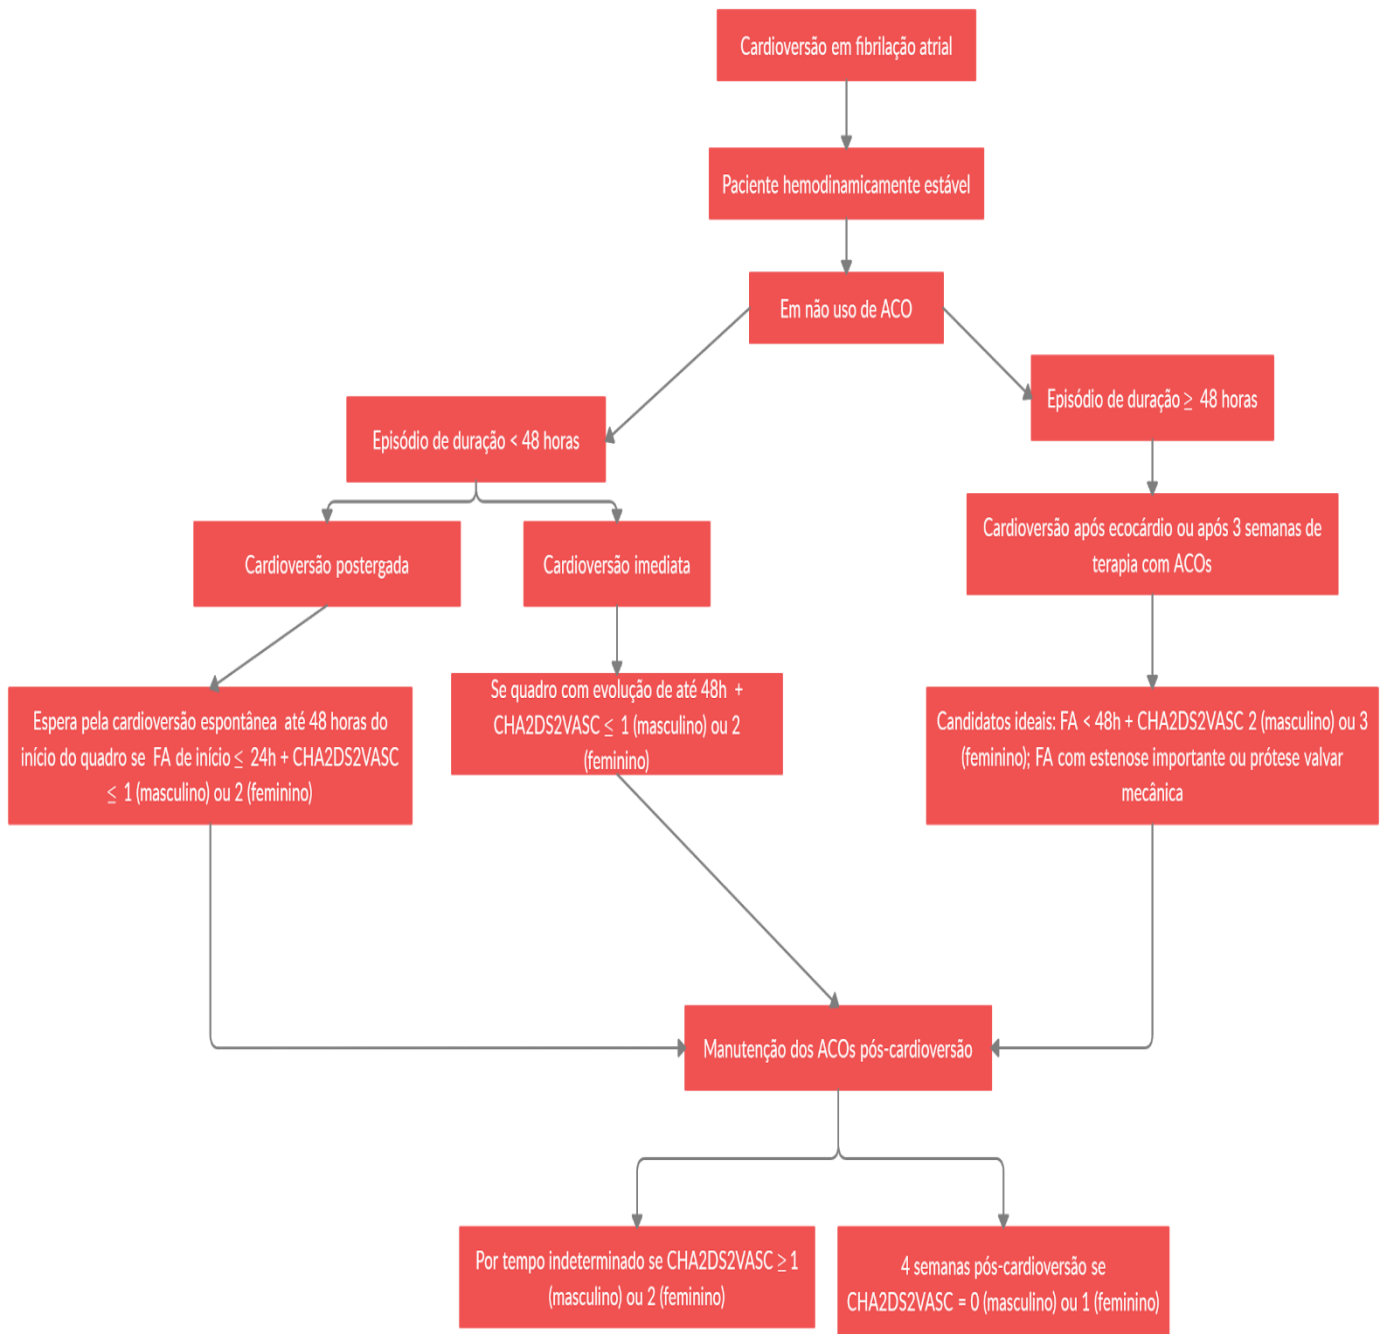 Cardioversão em fibrilação atrial
Paciente hemodinamicamente estável
Em não uso de ACO
Episódio de duração < 48 horas
Episódio de duração ≥ 48 horas
Cardioversão postergada
Cardioversão imediata
Cardioversão após ecocárdio ou após 3 semanas de
terapia com ACOs
Espera pela cardioversão espontânea até 48 horas do
início do quadro se FA de início ≤ 24h + CHA2DS2VASC
≤ 1 (masculino) ou 2 (feminino)
Se quadro com evolução de até 48h +
CHA2DS2VASC ≤ 1 (masculino) ou 2
(feminino)
Candidatos ideais: FA < 48h + CHA2DS2VASC 2 (masculino) ou 3
(feminino); FA com estenose importante ou prótese valvar
mecânica
Manutenção dos ACOs pós-cardioversão
Por tempo indeterminado se CHA2DS2VASC ≥ 1
(masculino) ou 2 (feminino)
4 semanas pós-cardioversão se
CHA2DS2VASC = 0 (masculino) ou 1 (feminino)